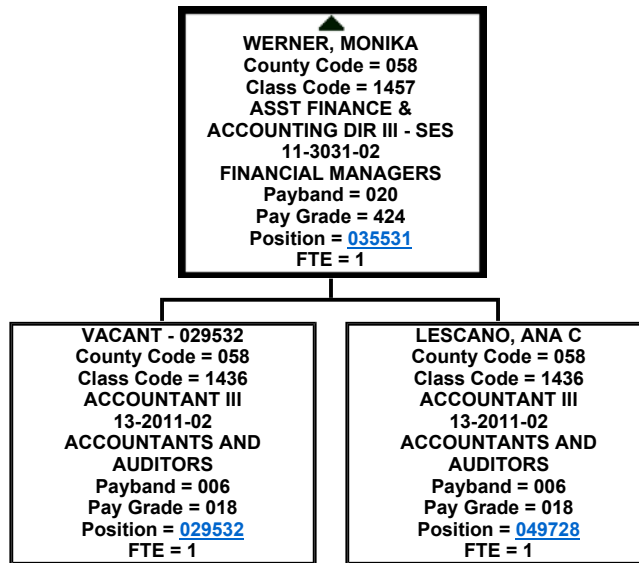 WERNER, MONIKA
County Code = 058
Class Code = 1457
ASST FINANCE &
ACCOUNTING DIR III - SES
11-3031-02
FINANCIAL MANAGERS
Payband = 020
Pay Grade = 424
Position = 035531
FTE = 1
VACANT - 029532
County Code = 058
Class Code = 1436
ACCOUNTANT III
13-2011-02
ACCOUNTANTS AND
AUDITORS
Payband = 006
Pay Grade = 018
Position = 029532
FTE = 1
LESCANO, ANA C
County Code = 058
Class Code = 1436
ACCOUNTANT III
13-2011-02
ACCOUNTANTS AND
AUDITORS
Payband = 006
Pay Grade = 018
Position = 049728
FTE = 1